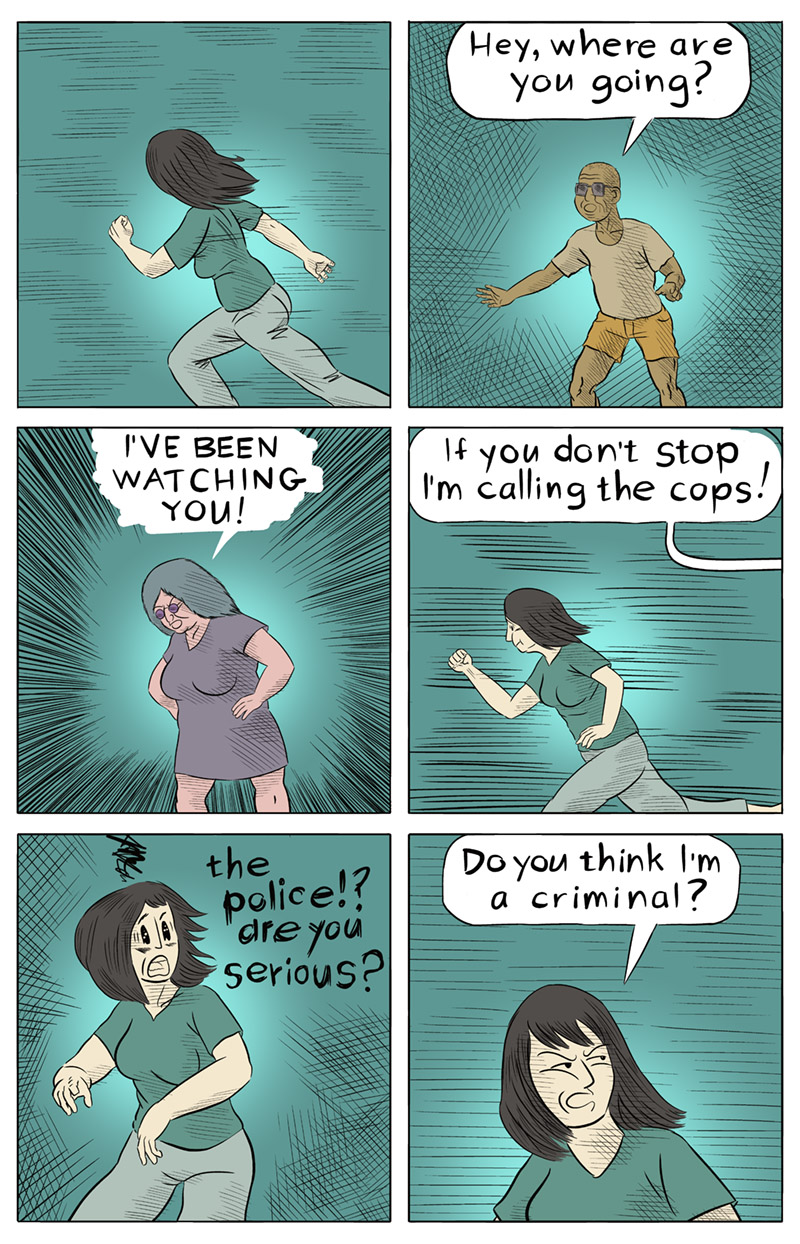 Hey, where are
you going?
I'VE BEEN
WATCHING
YOU!
If you don't stop
I'm calling the cops!
the
police!?
are you
serious?
Do you think I'm
a criminal?